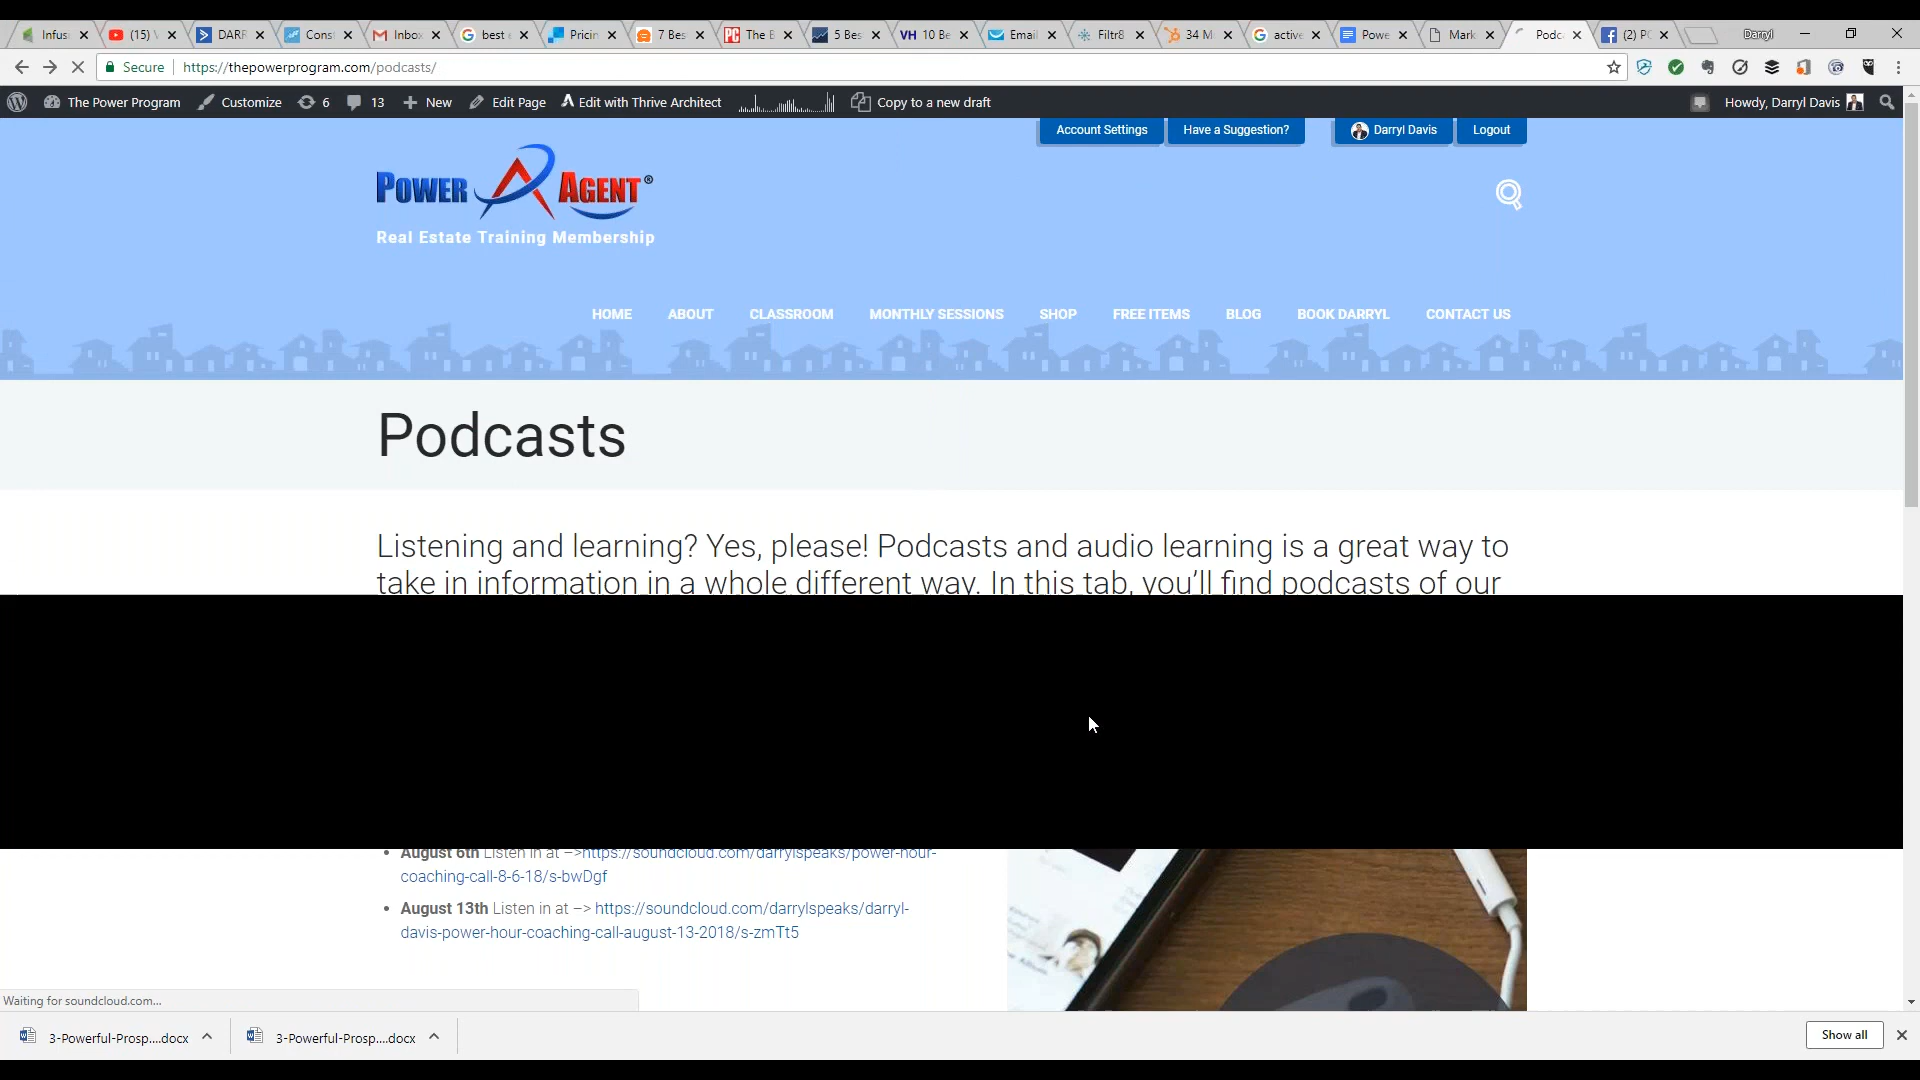 Infus
(15)
DARR
Cons
Inbo
best
Pricin
7 Bes
The B
5 Bes
VH 10 Be
Email
Filtr8
34 M
active
Powe
Mark
Podc
(2) PC
Darryl
Secure https://thepowerprogram.com/podcasts/
The Power Program Customize 6 13 New Edit Page Edit with Thrive Architect Copy to a new draft Howdy, Darryl Davis
Account Settings Have a Suggestion? Darryl Davis Logout
POWER AGENT®
Real Estate Training Membership
HOME ABOUT CLASSROOM MONTHLY SESSIONS SHOP FREE ITEMS BLOG BOOK DARRYL CONTACT US
Podcasts
Listening and learning? Yes, please! Podcasts and audio learning is a great way to
take in information in a whole different way. In this tab, you’ll find podcasts of our
• August 6th Listen in at –>https://soundcloud.com/darrylspeaks/power-hour-
coaching-call-8-6-18/s-bwDgf
• August 13th Listen in at –> https://soundcloud.com/darrylspeaks/darryl-
davis-power-hour-coaching-call-august-13-2018/s-zmTt5
Waiting for soundcloud.com...
3-Powerful-Prosp....docx 3-Powerful-Prosp....docx Show all